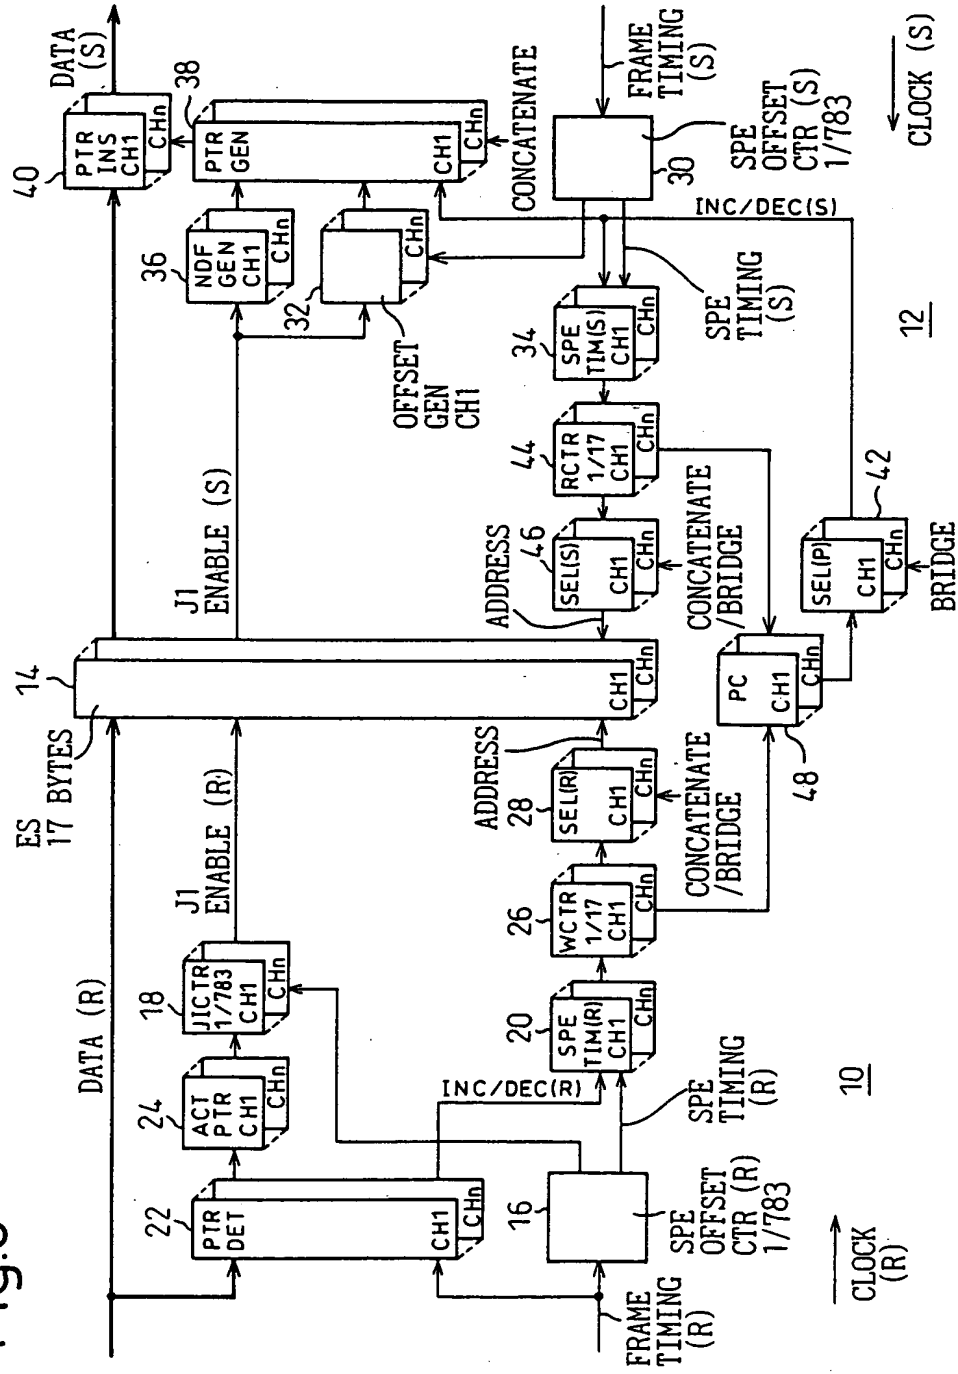 Fig.3
DATA (R)
ES
17 BYTES
14
DATA
(S)
40
PTR
INS
CH1
CHn
22
PTR
DET
CH1
CHn
24
ACT
PTR
CH1
CHn
18
JICTR
1/783
CH1
CHn
J1
ENABLE (R)
CH1
CHn
J1
ENABLE (S)
36
NDF
GEN
CH1
CHn
32
CHn
OFFSET
GEN
CH1
38
PTR
GEN
CH1
CHn
CONCATENATE
INC/DEC(R)
16
SPE
OFFSET
CTR (R)
1/783
FRAME
TIMING
(R)
SPE
TIMING
(R)
20
SPE
TIM(R)
CH1
CHn
26
WCTR
1/17
CH1
CHn
28
SEL(R)
CH1
CHn
ADDRESS
CONCATENATE
/BRIDGE
ADDRESS
46
SEL(S)
CH1
CHn
CONCATENATE
/BRIDGE
44
RCTR
1/17
CH1
CHn
34
SPE
TIM(S)
CH1
CHn
SPE
TIMING
(S)
INC/DEC(S)
30
SPE
OFFSET
CTR (S)
1/783
FRAME
TIMING
(S)
48
PC
CH1
CHn
42
SEL(P)
CH1
CHn
BRIDGE
CLOCK
(R)
10
12
CLOCK (S)